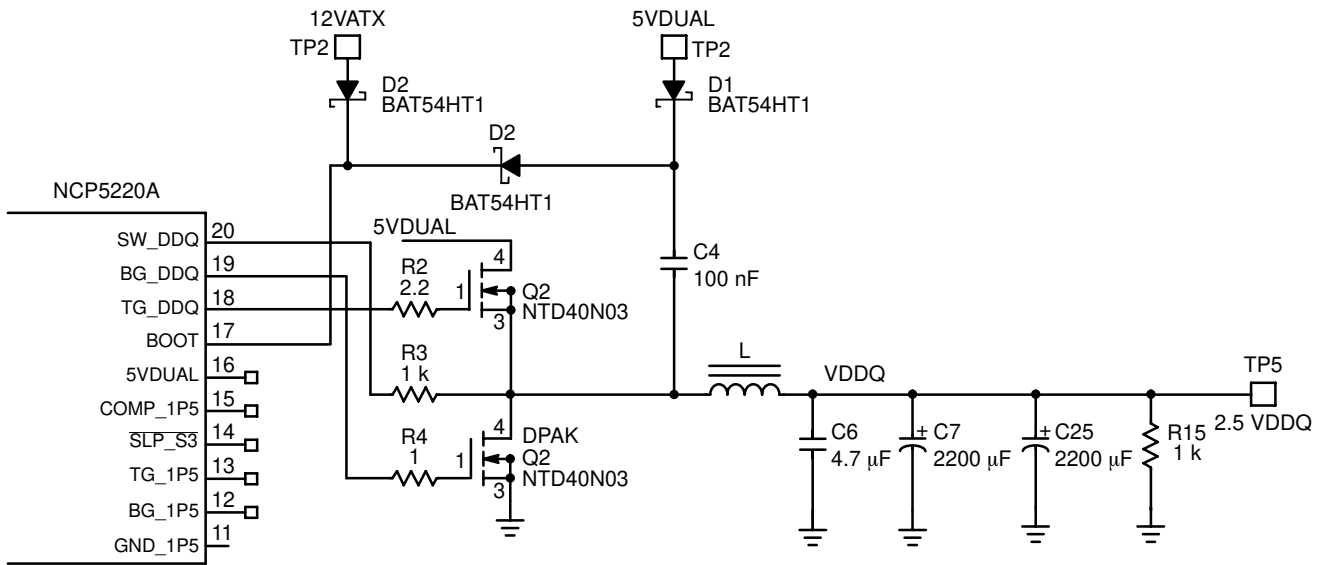 12VATX
TP2
5VDUAL
TP2
D2
BAT54HT1
D1
BAT54HT1
D2
BAT54HT1
NCP5220A
SW_DDQ 20
BG_DDQ 19
TG_DDQ 18
BOOT 17
5VDUAL 16
COMP_1P5 15
SLP_S3 14
TG_1P5 13
BG_1P5 12
GND_1P5 11
5VDUAL
R2
2.2
4
1
3
Q2
NTD40N03
C4
100 nF
R3
1 k
R4
1
4
1
3
DPAK
Q2
NTD40N03
L
VDDQ
TP5
2.5 VDDQ
C6
4.7 µF
+ C7
2200 µF
+ C25
2200 µF
R15
1 k